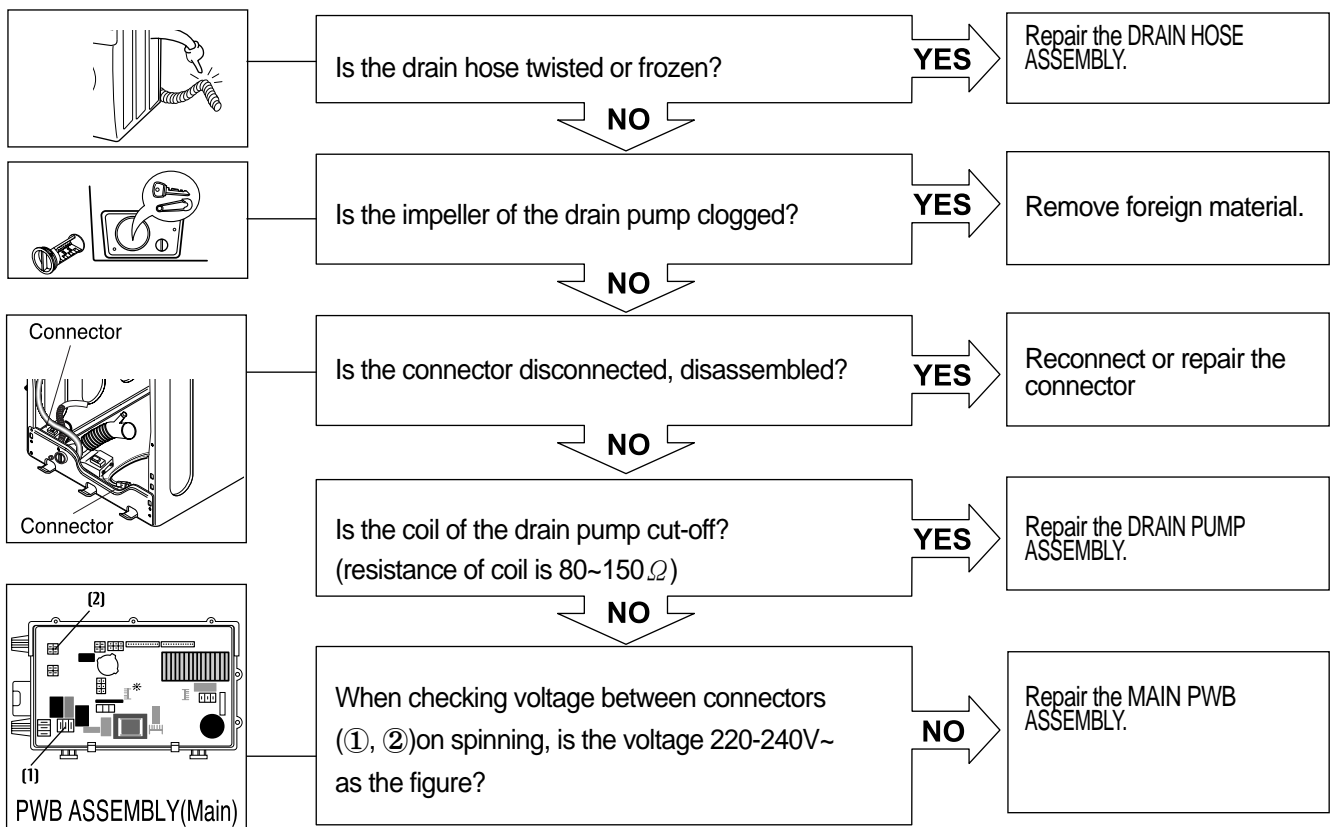 Is the drain hose twisted or frozen?
YES
Repair the DRAIN HOSE
ASSEMBLY.
NO
Is the impeller of the drain pump clogged?
YES
Remove foreign material.
NO
Connector
Connector
Is the connector disconnected, disassembled?
YES
Reconnect or repair the
connector
NO
Is the coil of the drain pump cut-off?
(resistance of coil is 80~150Ω)
YES
Repair the DRAIN PUMP
ASSEMBLY.
NO
(2)
(1)
PWB ASSEMBLY(Main)
When checking voltage between connectors
(①, ②)on spinning, is the voltage 220-240V~
as the figure?
NO
Repair the MAIN PWB
ASSEMBLY.